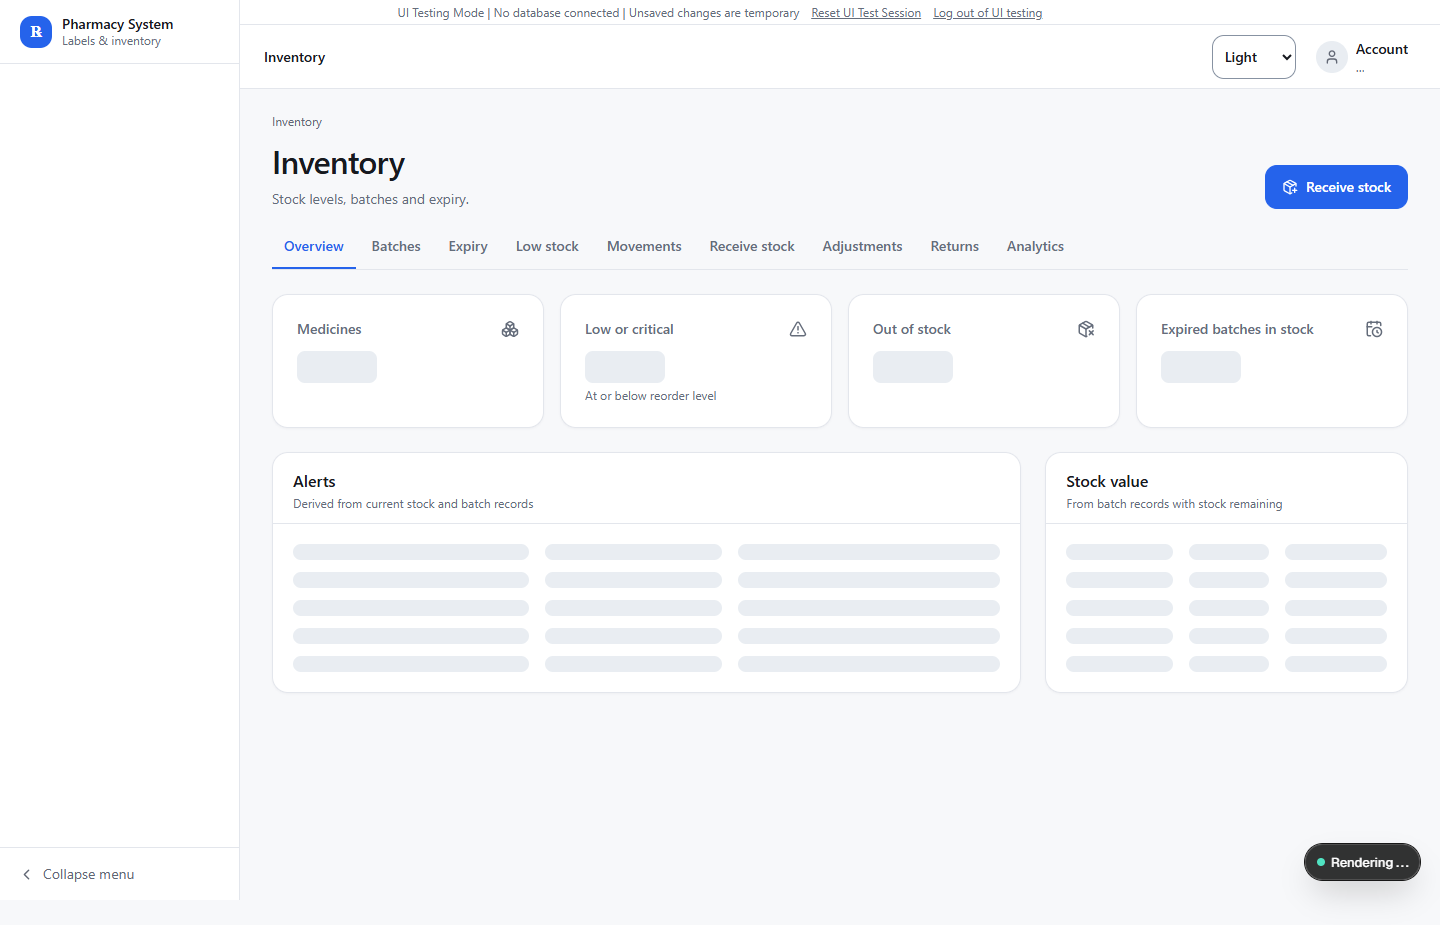 ℞
Pharmacy System
Labels & inventory
UI Testing Mode | No database connected | Unsaved changes are temporary Reset UI Test Session Log out of UI testing
Inventory
Light
Account
...
Inventory
Inventory
Stock levels, batches and expiry.
Receive stock
Overview Batches Expiry Low stock Movements Receive stock Adjustments Returns Analytics
Medicines
Low or critical
At or below reorder level
Out of stock
Expired batches in stock
Alerts
Derived from current stock and batch records
Stock value
From batch records with stock remaining
Collapse menu
Rendering ...